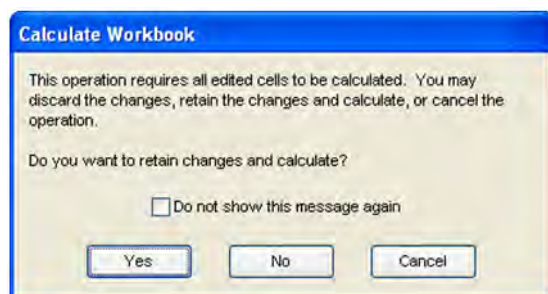 Calculate Workbook
This operation requires all edited cells to be calculated. You may
discard the changes, retain the changes and calculate, or cancel the
operation.
Do you want to retain changes and calculate?
Do not show this message again
Yes No Cancel